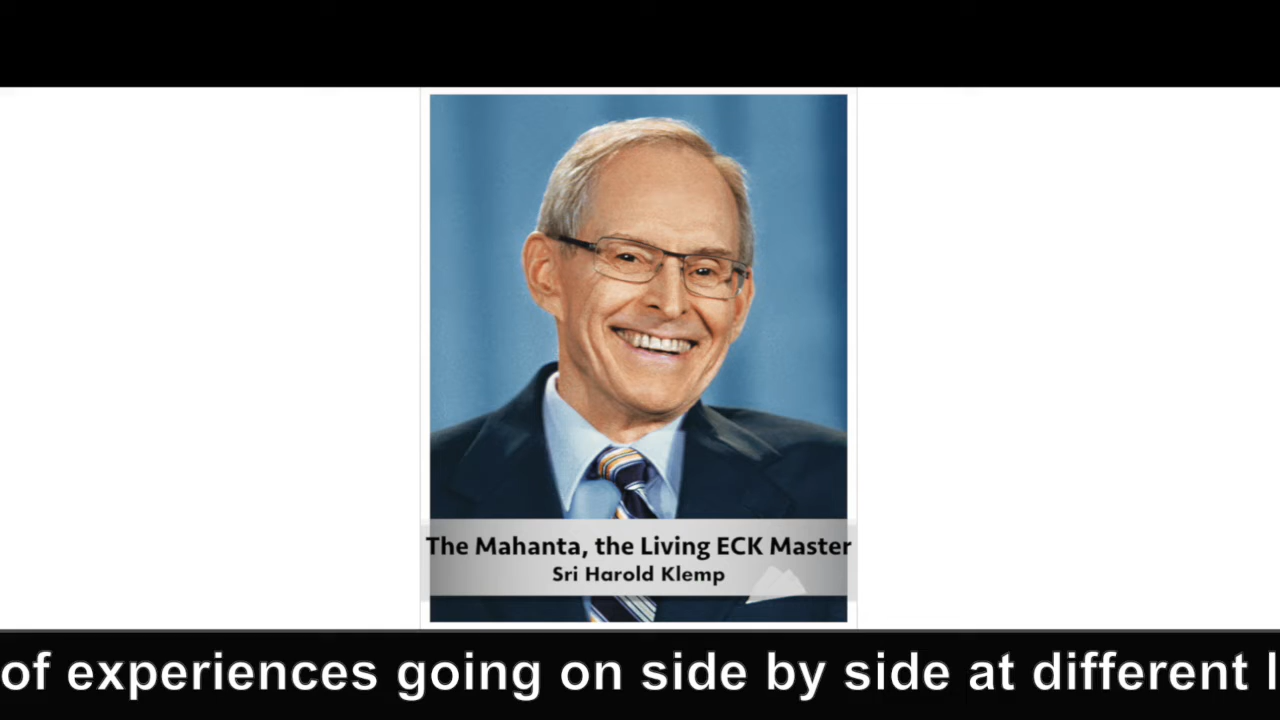 The Mahanta, the Living ECK Master
Sri Harold Klemp
of experiences going on side by side at different